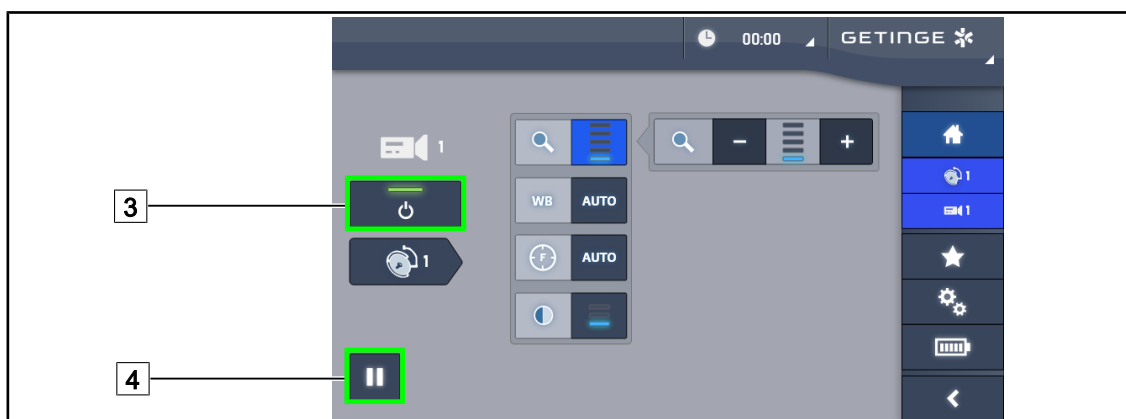 00:00 GETINGE
1 - +
3 WB AUTO 1
1
1 F AUTO
4